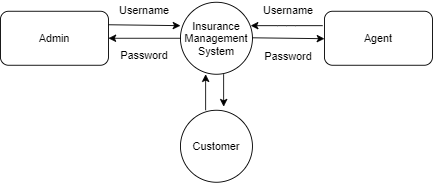 Username
Username
Admin
Insurance
Management
System
Agent
Password
Password
Customer